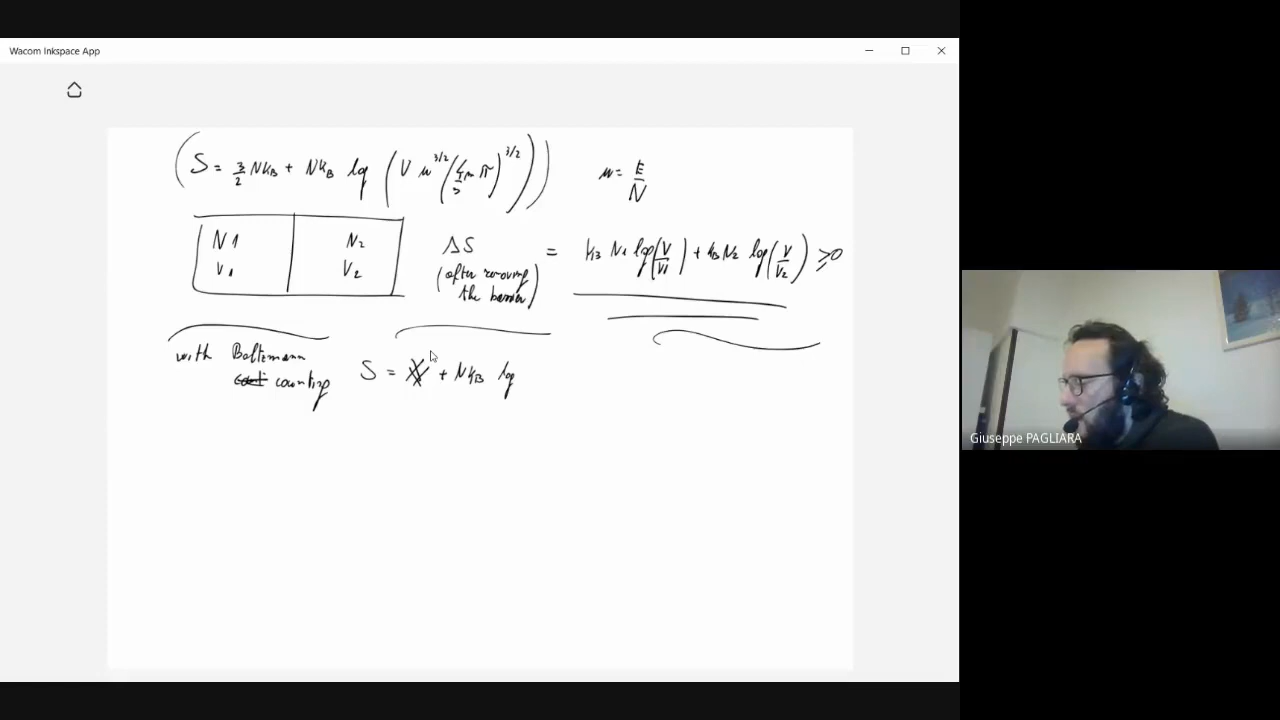 Wacom Inkspace App
(S = 3/2 NkB + NkB log (V u^3/2 (4/3 m π)^3/2)) u = E/N
N1 N2 ΔS = kB N1 log(V/V1) + kB N2 log(V/V2) ≥ 0
V1 V2 (after removing
the barrier)
with Boltzmann
counting S = + NkB log
Giuseppe PAGLIARA